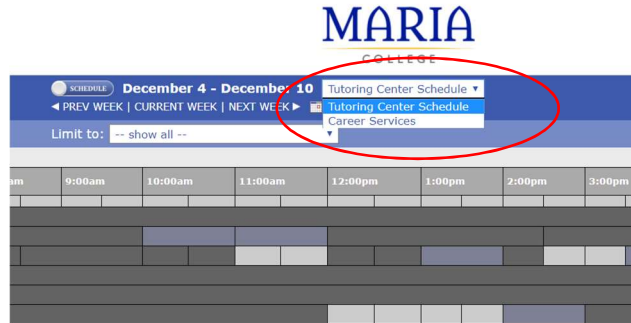 MARIA
COLLEGE
SCHEDULE December 4 - December 10 Tutoring Center Schedule
PREV WEEK | CURRENT WEEK | NEXT WEEK
Tutoring Center Schedule
Career Services
Limit to: -- show all --
am 9:00am 10:00am 11:00am 12:00pm 1:00pm 2:00pm 3:00pm